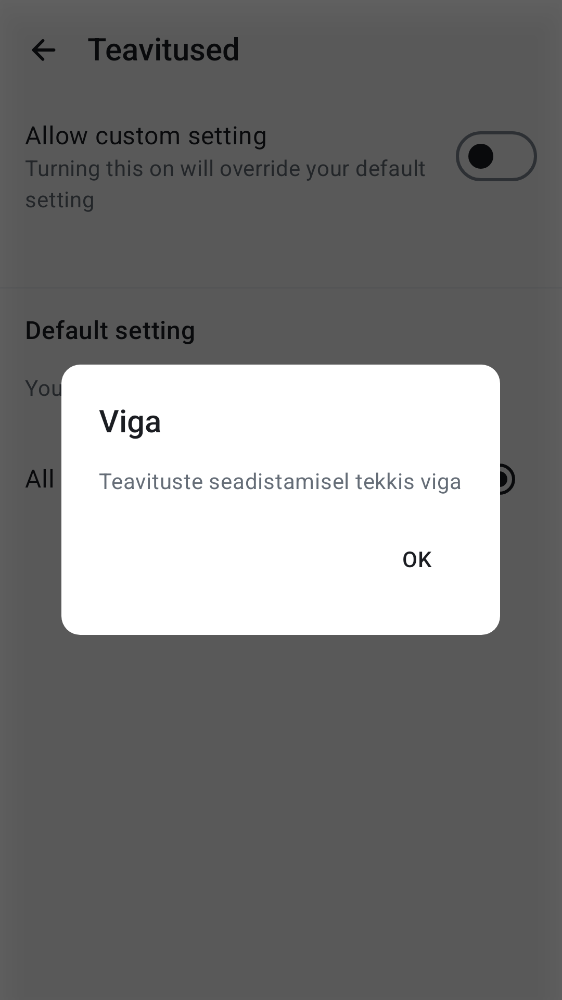 Teavitused
Allow custom setting
Turning this on will override your default
setting
Default setting
You
All
Viga
Teavituste seadistamisel tekkis viga
OK